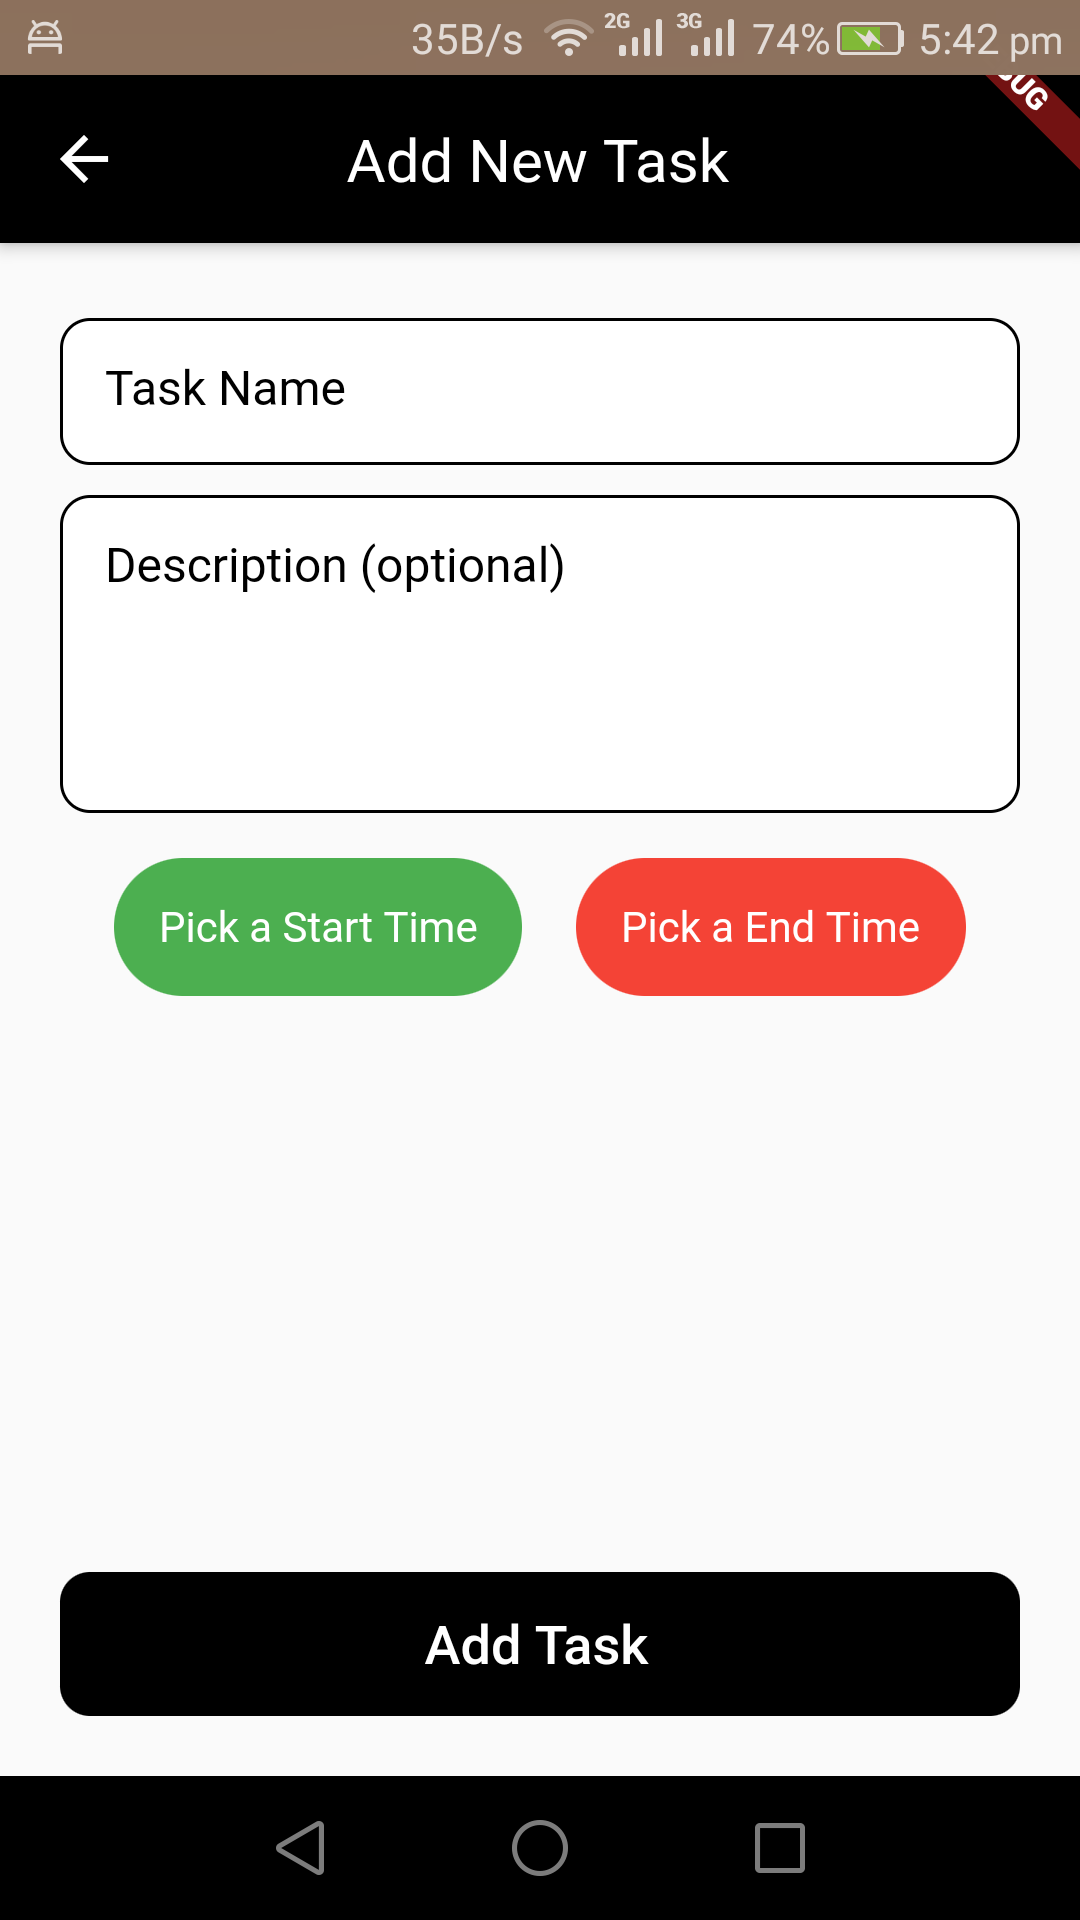 35B/s 2G 3G 74% 5:42 pm
Add New Task
Task Name
Description (optional)
Pick a Start Time Pick a End Time
Add Task